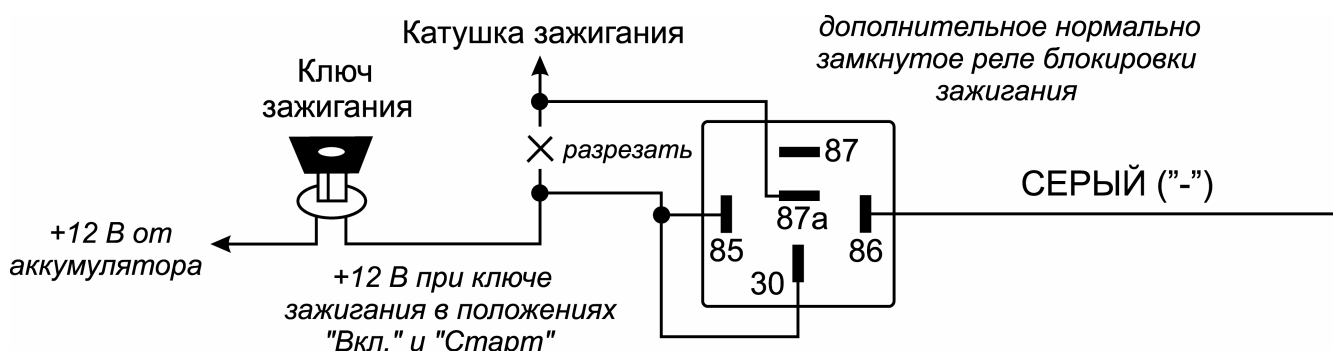 Катушка зажигания
дополнительное нормально
замкнутое реле блокировки
зажигания
Ключ
зажигания
разрезать
87
87а
85
86
30
СЕРЫЙ ("-")
+12 В от
аккумулятора
+12 В при ключе
зажигания в положениях
"Вкл." и "Старт"